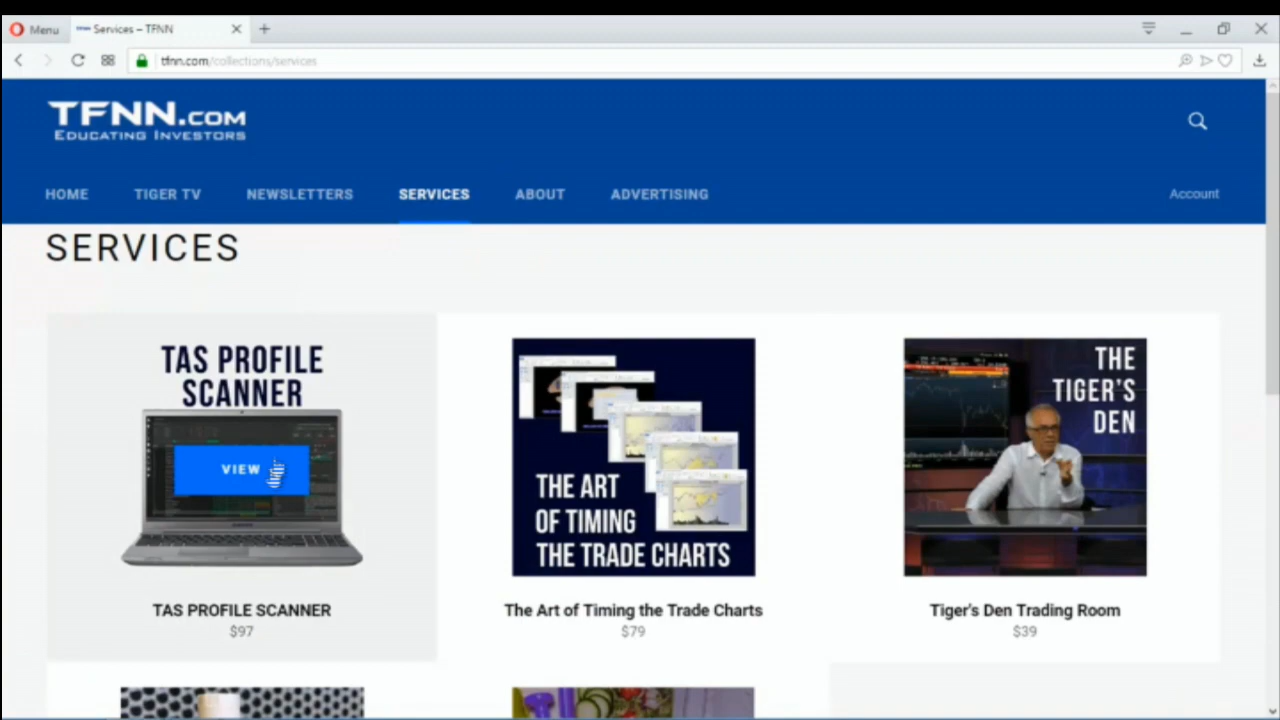 Menu
Services – TFNN
tfnn.com/collections/services
TFNN.COM
EDUCATING INVESTORS
HOME TIGER TV NEWSLETTERS SERVICES ABOUT ADVERTISING Account
SERVICES
TAS PROFILE
SCANNER
VIEW
THE ART
OF TIMING
THE TRADE CHARTS
THE
TIGER'S
DEN
TAS PROFILE SCANNER
$97
The Art of Timing the Trade Charts
$79
Tiger's Den Trading Room
$39